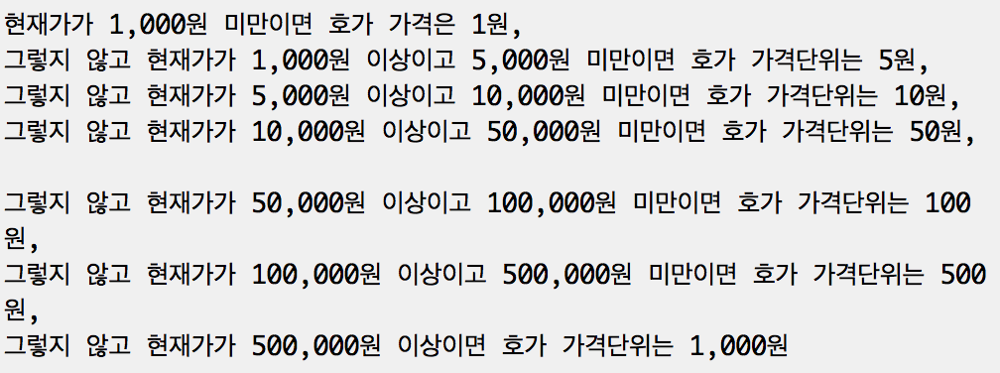 현재가가 1,000원 미만이면 호가 가격은 1원,
그렇지 않고 현재가가 1,000원 이상이고 5,000원 미만이면 호가 가격단위는 5원,
그렇지 않고 현재가가 5,000원 이상이고 10,000원 미만이면 호가 가격단위는 10원,
그렇지 않고 현재가가 10,000원 이상이고 50,000원 미만이면 호가 가격단위는 50원,
그렇지 않고 현재가가 50,000원 이상이고 100,000원 미만이면 호가 가격단위는 100
원,
그렇지 않고 현재가가 100,000원 이상이고 500,000원 미만이면 호가 가격단위는 500
원,
그렇지 않고 현재가가 500,000원 이상이면 호가 가격단위는 1,000원